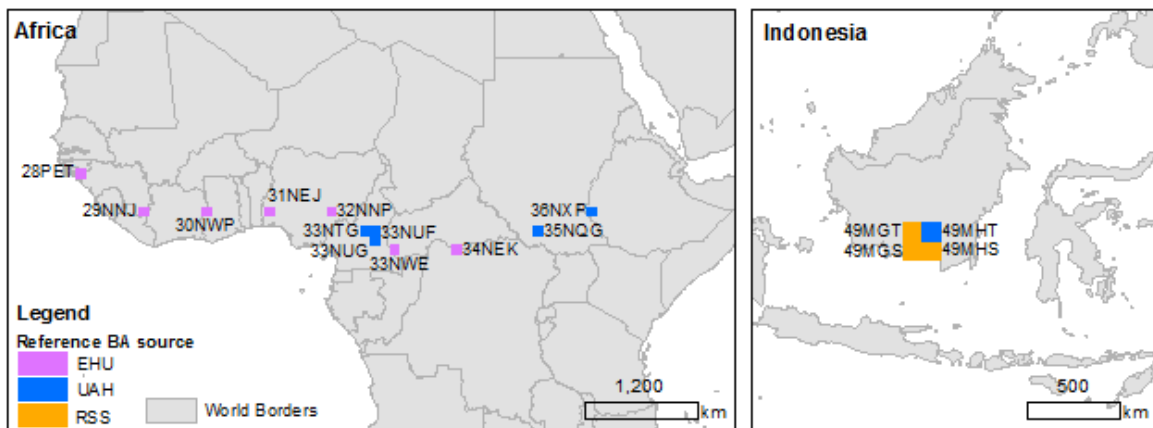 Africa
28PET
29NNJ
30NWP
31NEJ
32NNP
33NTG
33NUF
33NUG
33NWE
34NEK
36NXP
35NQG
Legend
Reference BA source
EHU
UAH
RSS
World Borders
1,200
km
Indonesia
49MGT
49MHT
49MGS
49MHS
500
km